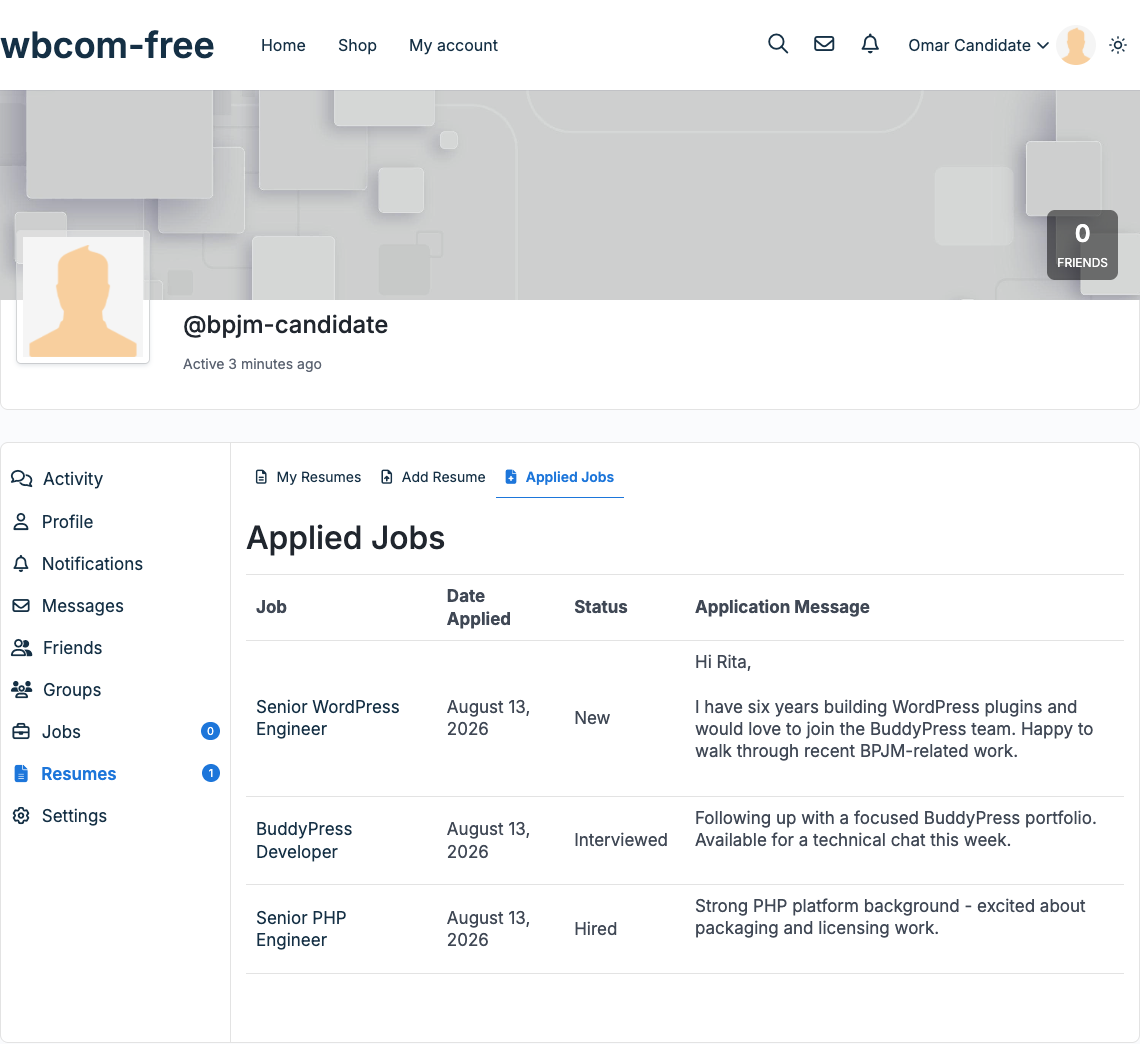 wbcom-free
Home
Shop
My account
Omar Candidate
0
FRIENDS
@bpjm-candidate
Active 3 minutes ago
Activity
Profile
Notifications
Messages
Friends
Groups
Jobs
0
Resumes
1
Settings
My Resumes
Add Resume
Applied Jobs
Applied Jobs
Job
Date
Applied
Status
Application Message
Senior WordPress
Engineer
August 13,
2026
New
Hi Rita,
I have six years building WordPress plugins and
would love to join the BuddyPress team. Happy to
walk through recent BPJM-related work.
BuddyPress
Developer
August 13,
2026
Interviewed
Following up with a focused BuddyPress portfolio.
Available for a technical chat this week.
Senior PHP
Engineer
August 13,
2026
Hired
Strong PHP platform background - excited about
packaging and licensing work.